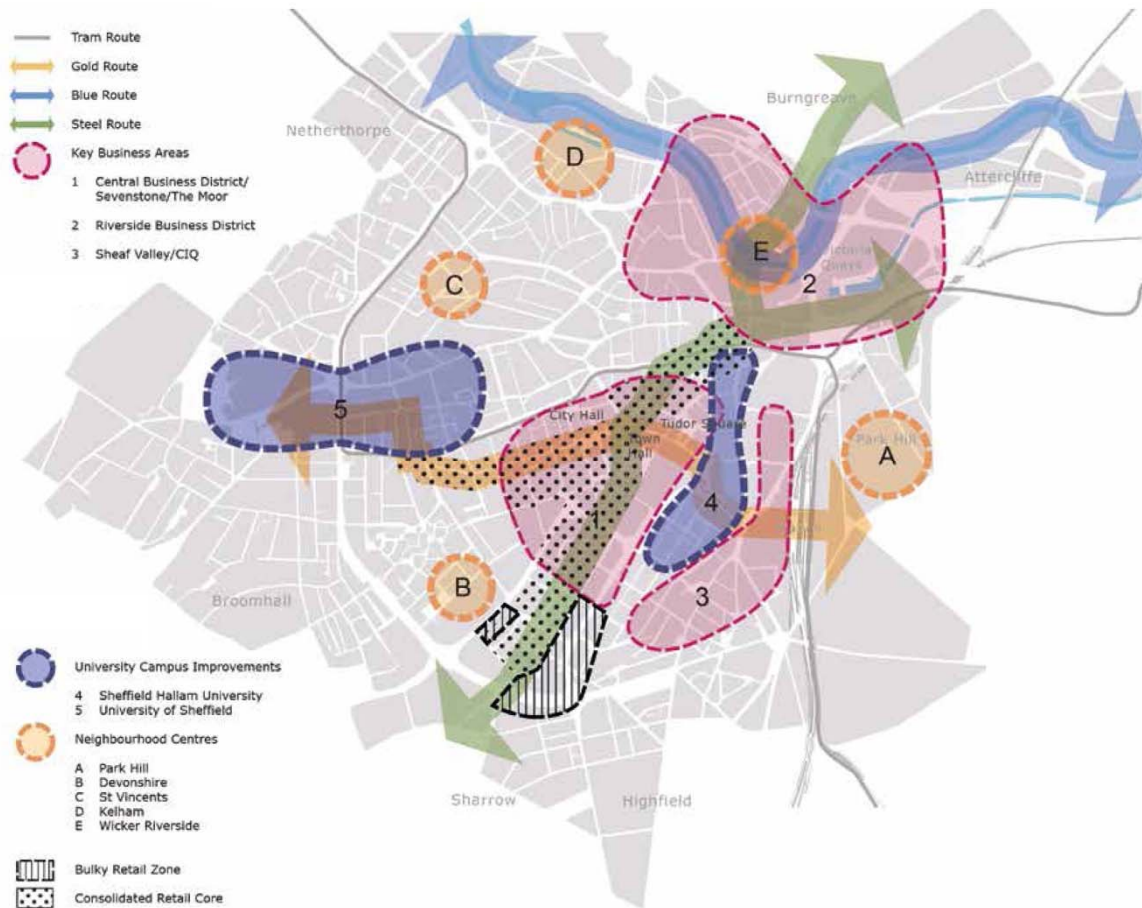 Tram Route
Gold Route
Blue Route
Steel Route
Key Business Areas
1 Central Business District/
Sevenstone/The Moor
2 Riverside Business District
3 Sheaf Valley/CIQ
Netherthorpe
Burngreave
Attercliffe
D
E
Victoria
Quays
2
C
5
City Hall
Tudor Square
Town
Hall
Park Hill
A
4
1
B
3
Broomhall
Sharrow
Highfield
University Campus Improvements
4 Sheffield Hallam University
5 University of Sheffield
Neighbourhood Centres
A Park Hill
B Devonshire
C St Vincents
D Kelham
E Wicker Riverside
Bulky Retail Zone
Consolidated Retail Core